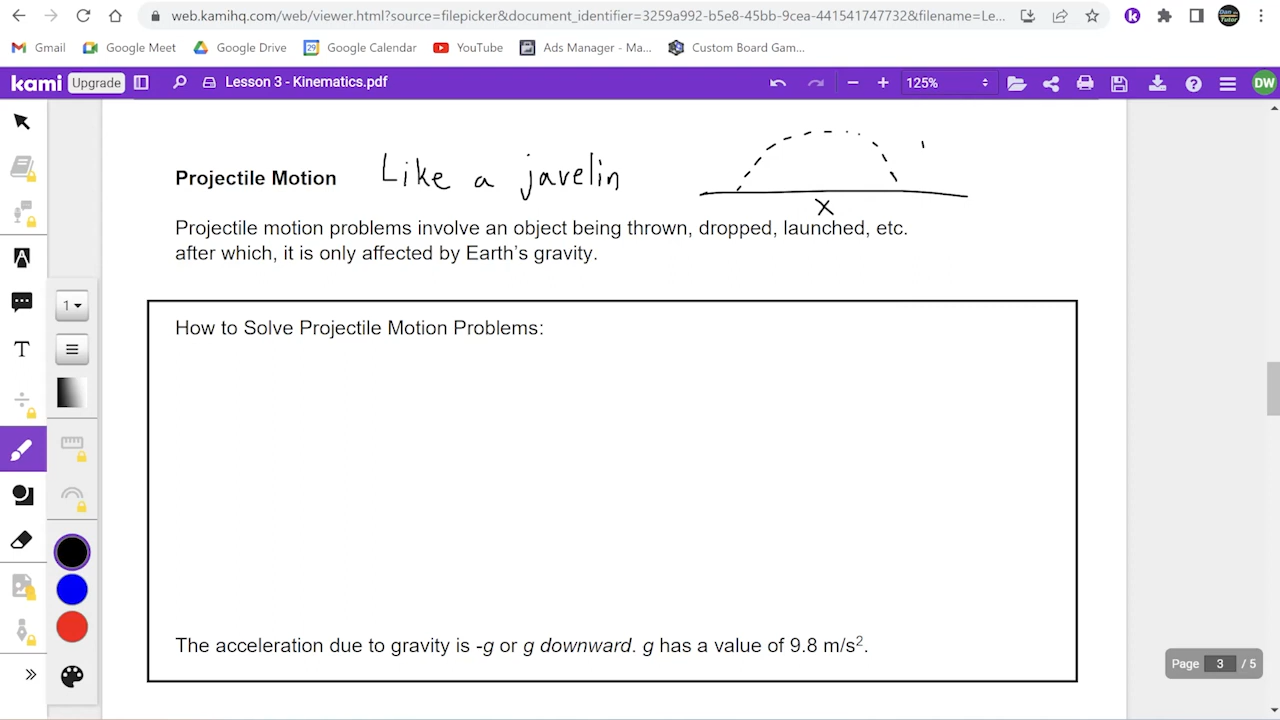 web.kamihq.com/web/viewer.html?source=filepicker&document_identifier=3259a992-b5e8-45bb-9cea-441541747732&filename=Le...
Gmail Google Meet Google Drive Google Calendar YouTube Ads Manager - Ma... Custom Board Gam...
kami Upgrade Lesson 3 - Kinematics.pdf 125% DW
Projectile Motion Like a javelin
x
Projectile motion problems involve an object being thrown, dropped, launched, etc.
after which, it is only affected by Earth's gravity.
1
How to Solve Projectile Motion Problems:
The acceleration due to gravity is -g or g downward. g has a value of 9.8 m/s².
Page 3 / 5